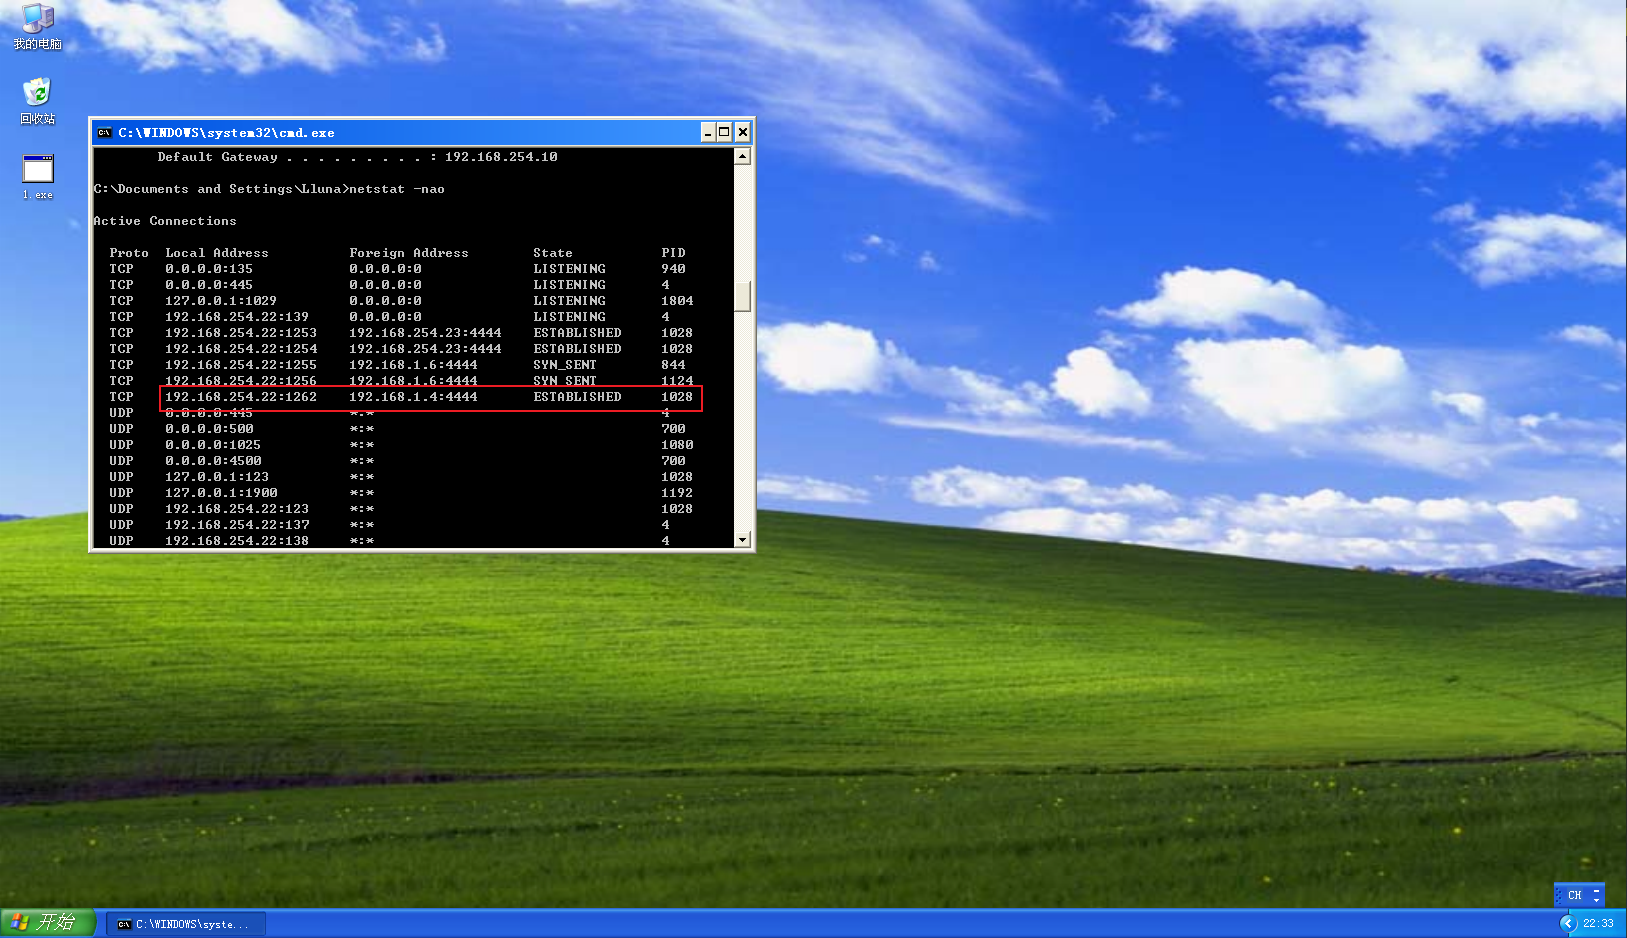 我的电脑
回收站
1.exe
C:\WINDOWS\system32\cmd.exe
Default Gateway . . . . . . . . . : 192.168.254.10
C:\Documents and Settings\Lluna>netstat -nao
Active Connections
Proto  Local Address          Foreign Address        State           PID
TCP    0.0.0.0:135            0.0.0.0:0              LISTENING       940
TCP    0.0.0.0:445            0.0.0.0:0              LISTENING       4
TCP    127.0.0.1:1029         0.0.0.0:0              LISTENING       1804
TCP    192.168.254.22:139     0.0.0.0:0              LISTENING       4
TCP    192.168.254.22:1253    192.168.254.23:4444    ESTABLISHED     1028
TCP    192.168.254.22:1254    192.168.254.23:4444    ESTABLISHED     1028
TCP    192.168.254.22:1255    192.168.1.6:4444       SYN_SENT        844
TCP    192.168.254.22:1256    192.168.1.6:4444       SYN_SENT        1124
TCP    192.168.254.22:1262    192.168.1.4:4444       ESTABLISHED     1028
UDP    0.0.0.0:445            *:*                                    4
UDP    0.0.0.0:500            *:*                                    700
UDP    0.0.0.0:1025           *:*                                    1080
UDP    0.0.0.0:4500           *:*                                    700
UDP    127.0.0.1:123          *:*                                    1028
UDP    127.0.0.1:1900         *:*                                    1192
UDP    192.168.254.22:123     *:*                                    1028
UDP    192.168.254.22:137     *:*                                    4
UDP    192.168.254.22:138     *:*                                    4
CH
开始
C:\WINDOWS\syste...
22:33